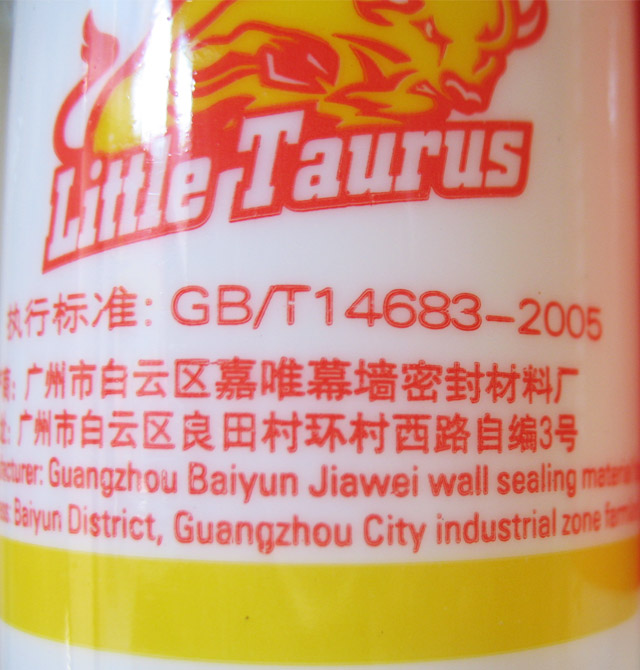 Little Taurus
执行标准: GB/T14683-2005
广州市白云区嘉唯幕墙密封材料厂
广州市白云区良田村环村西路自编3号
Guangzhou Baiyun Jiawei wall sealing
Baiyun District, Guangzhou City industrial zone